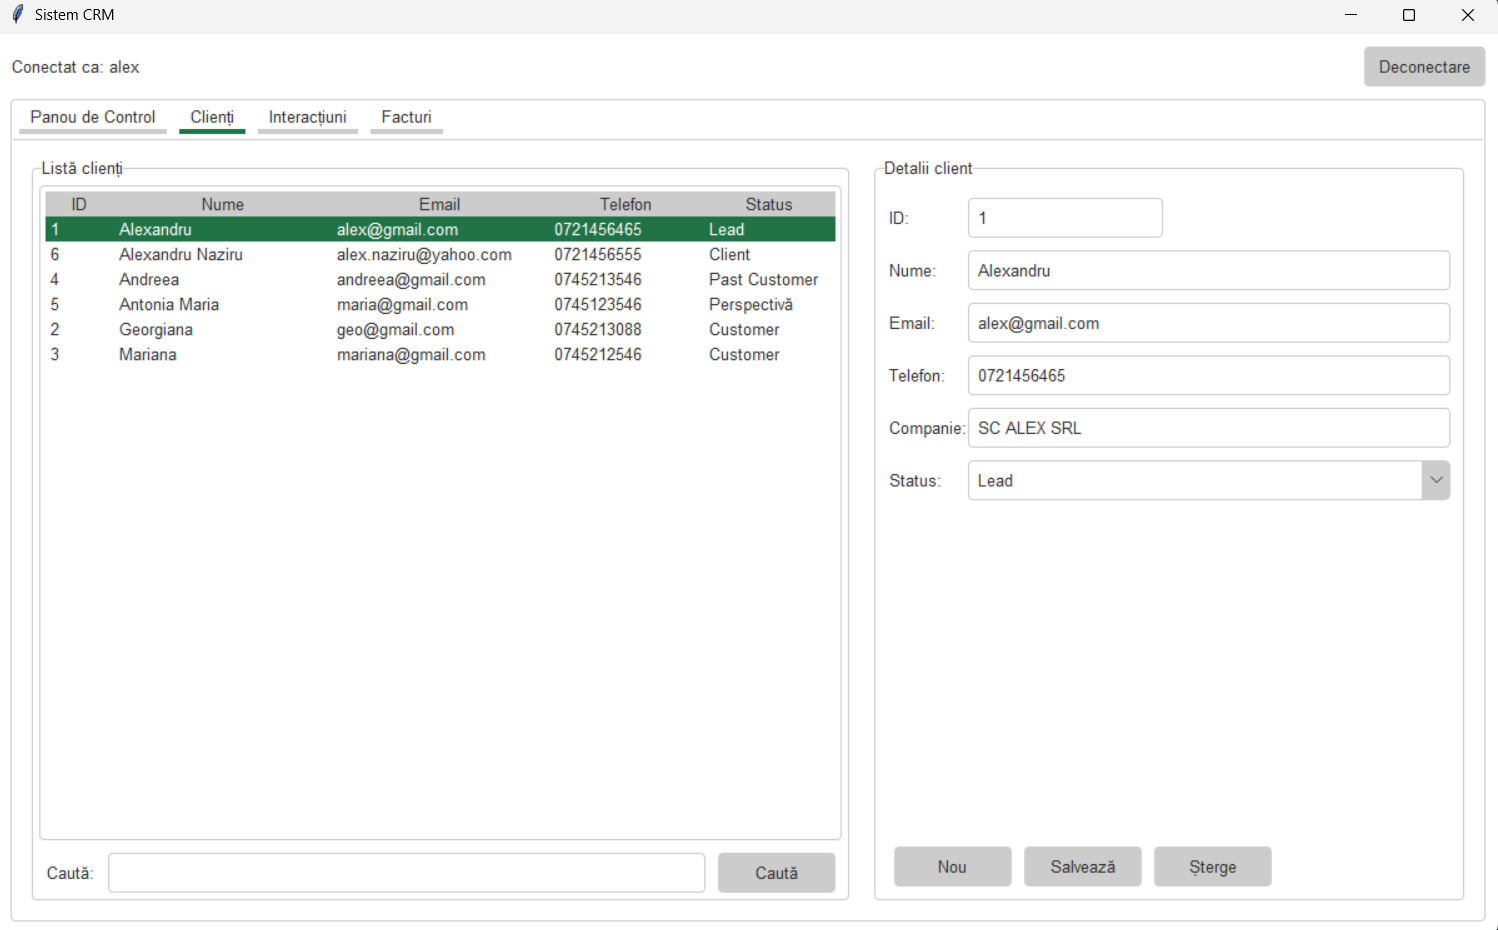 Sistem CRM
Conectat ca: alex
Deconectare
Panou de Control Clienți Interacțiuni Facturi
Listă clienți
ID Nume Email Telefon Status
1 Alexandru alex@gmail.com 0721456465 Lead
6 Alexandru Naziru alex.naziru@yahoo.com 0721456555 Client
4 Andreea andreea@gmail.com 0745213546 Past Customer
5 Antonia Maria maria@gmail.com 0745123546 Perspectivă
2 Georgiana geo@gmail.com 0745213088 Customer
3 Mariana mariana@gmail.com 0745212546 Customer
Caută: Caută
Detalii client
ID: 1
Nume: Alexandru
Email: alex@gmail.com
Telefon: 0721456465
Companie: SC ALEX SRL
Status: Lead
Nou Salvează Șterge